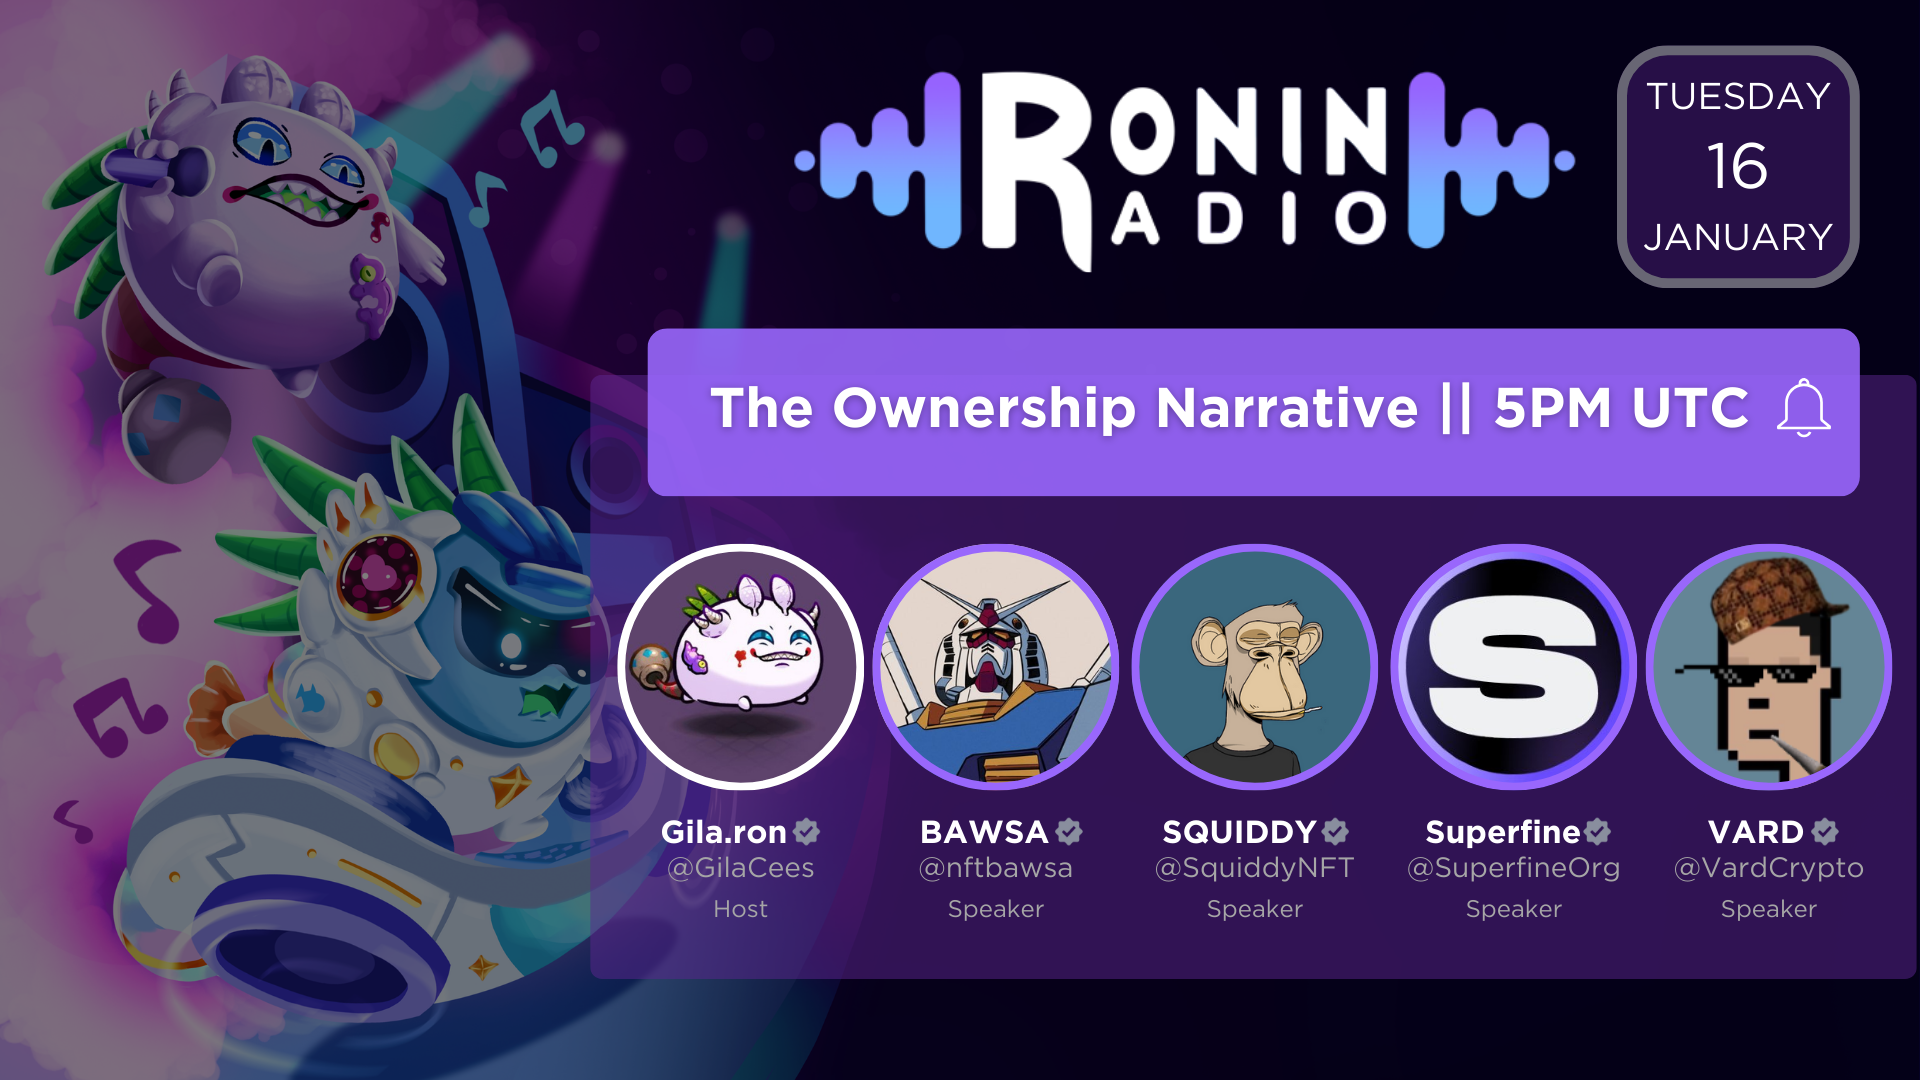 RONIN
RADIO
TUESDAY
16
JANUARY
The Ownership Narrative || 5PM UTC
S
Gila.ron
@GilaCees
Host
BAWSA
@nftbawsa
Speaker
SQUIDDY
@SquiddyNFT
Speaker
Superfine
@SuperfineOrg
Speaker
VARD
@VardCrypto
Speaker